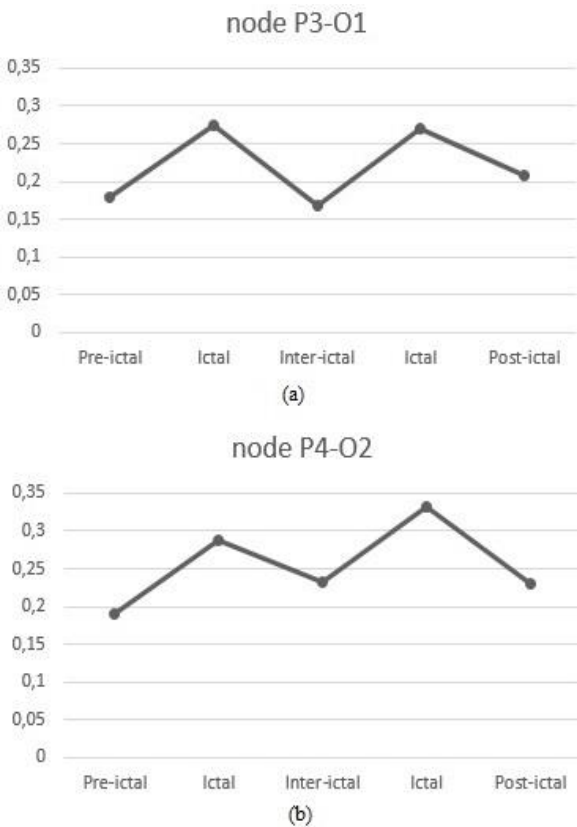 node P3-O1
0,35
0,3
0,25
0,2
0,15
0,1
0,05
0
Pre-ictal Ictal Inter-ictal Ictal Post-ictal
(a)
node P4-O2
0,35
0,3
0,25
0,2
0,15
0,1
0,05
0
Pre-ictal Ictal Inter-ictal Ictal Post-ictal
(b)